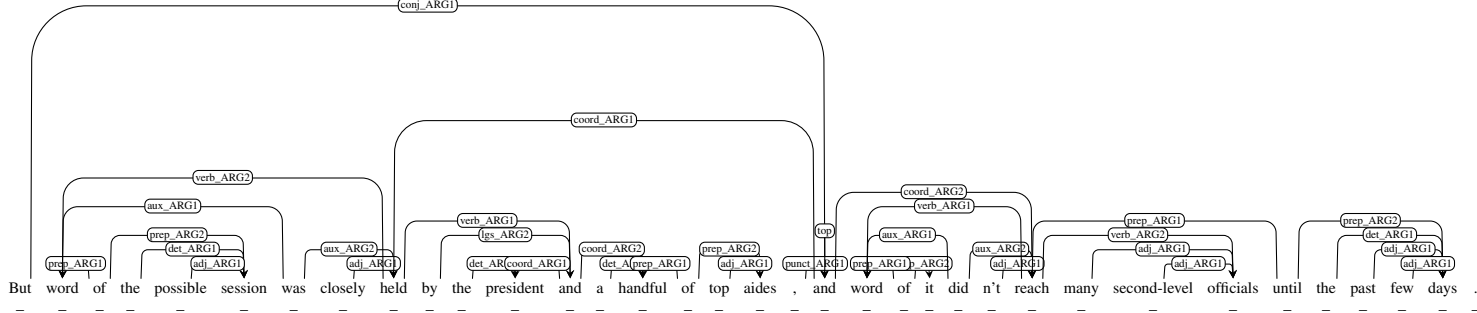 conj_ARG1
coord_ARG1
verb_ARG2
coord_ARG2
aux_ARG1 verb_ARG1
verb_ARG1 top prep_ARG1 prep_ARG2
prep_ARG2 lgs_ARG2 aux_ARG1 verb_ARG2 det_ARG1
det_ARG1 aux_ARG2 coord_ARG2 prep_ARG2 aux_ARG2 adj_ARG1 adj_ARG1
prep_ARG1 adj_ARG1 adj_ARG1 det_AR coord_ARG1 det_A prep_ARG1 adj_ARG1 punct_ARG1 prep_ARG1 p_ARG2 adj_ARG1 adj_ARG1 adj_ARG1
But word of the possible session was closely held by the president and a handful of top aides , and word of it did n't reach many second-level officials until the past few days .
_ _ _ _ _ _ _ _ _ _ _ _ _ _ _ _ _ _ _ _ _ _ _ _ _ _ _ _ _ _ _ _ _ _ _ _